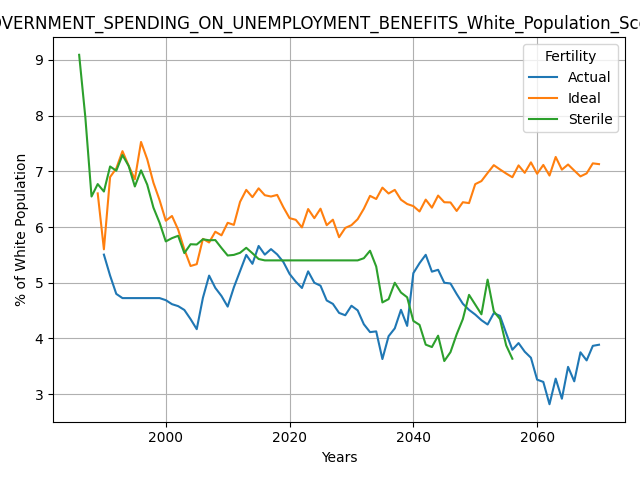 OVERNMENT_SPENDING_ON_UNEMPLOYMENT_BENEFITS_White_Population_Sc
Fertility
Actual
Ideal
Sterile
% of White Population
9
8
7
6
5
4
3
2000
2020
2040
2060
Years